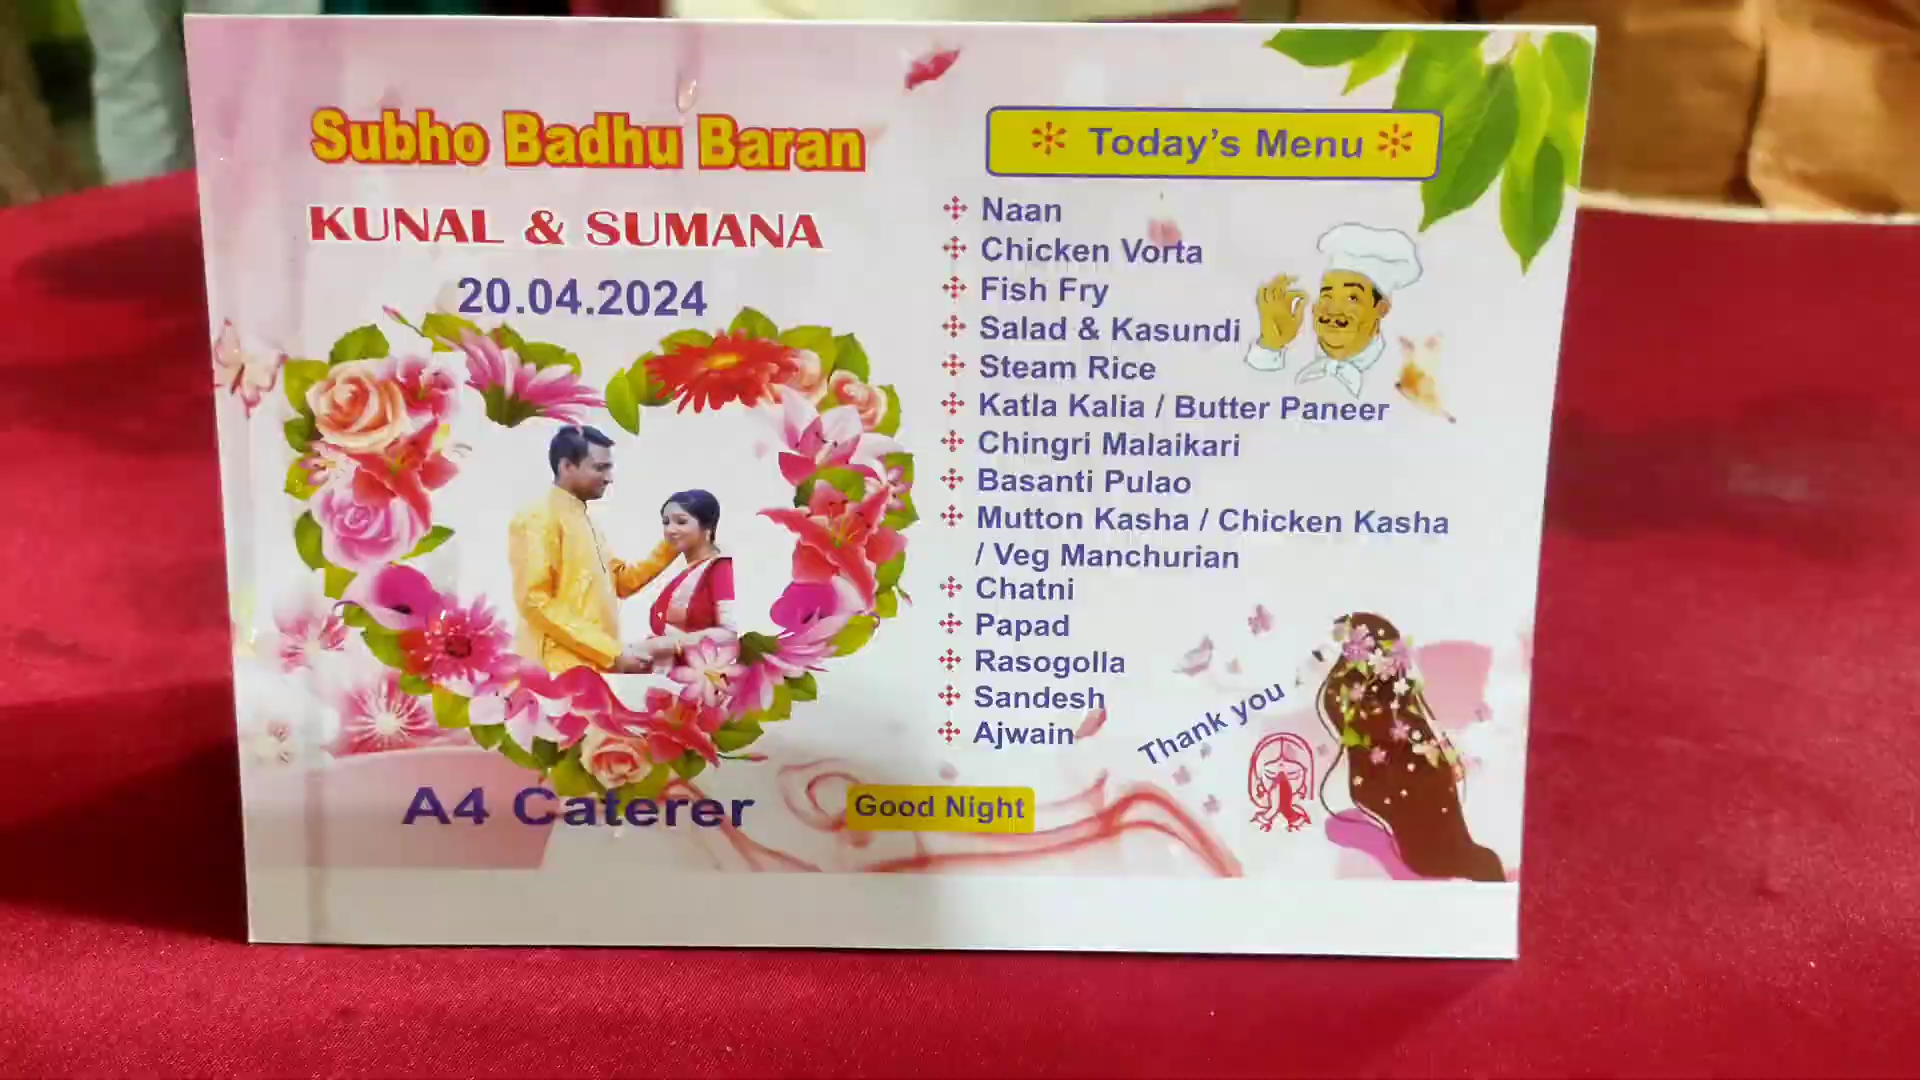 Subho Badhu Baran
KUNAL & SUMANA
20.04.2024
A4 Caterer
Today's Menu
Naan
Chicken Vorta
Fish Fry
Salad & Kasundi
Steam Rice
Katla Kalia / Butter Paneer
Chingri Malaikari
Basanti Pulao
Mutton Kasha / Chicken Kasha
/ Veg Manchurian
Chatni
Papad
Rasogolla
Sandesh
Ajwain
Thank you
Good Night